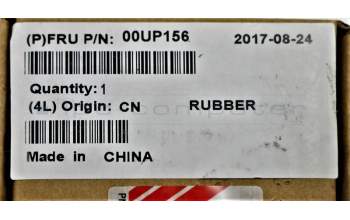 (P)FRU P/N: 00UP156 2017-08-24
Quantity: 1
(4L) Origin: CN RUBBER
Made in CHINA